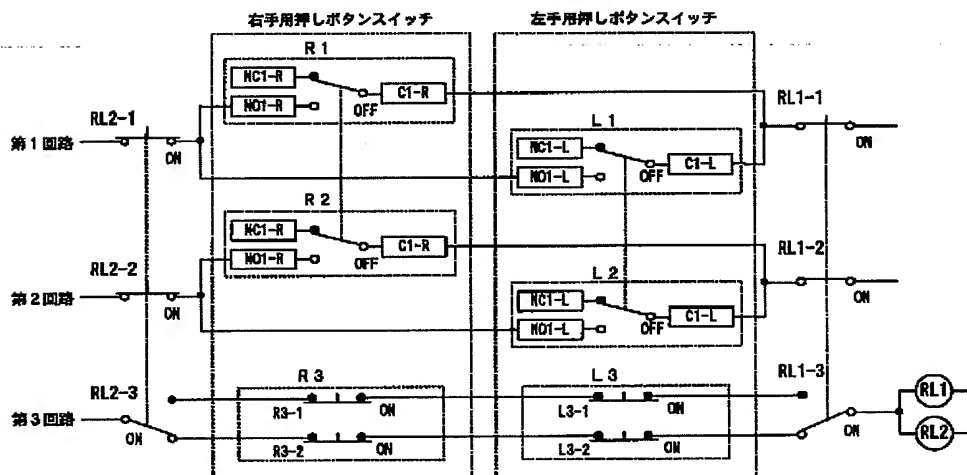 右手用押しボタンスイッチ
左手用押しボタンスイッチ
R1
NC1-R
NO1-R
OFF
C1-R
RL2-1
第1回路
ON
RL1-1
ON
L1
NC1-L
NO1-L
OFF
C1-L
R2
NC1-R
NO1-R
OFF
C1-R
RL2-2
第2回路
ON
RL1-2
ON
L2
NC1-L
NO1-L
OFF
C1-L
RL2-3
第3回路
ON
R3
R3-1
ON
R3-2
ON
L3
L3-1
ON
L3-2
ON
RL1-3
ON
RL1
RL2